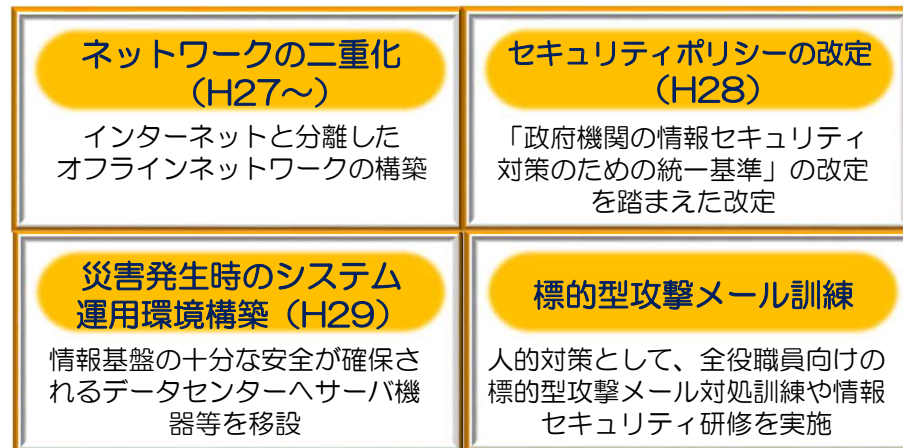 ネットワークの二重化
（H27～）
インターネットと分離した
オフラインネットワークの構築
セキュリティポリシーの改定
（H28）
「政府機関の情報セキュリティ
対策のための統一基準」の改定
を踏まえた改定
災害発生時のシステム
運用環境構築（H29）
情報基盤の十分な安全が確保さ
れるデータセンターへサーバ機
器等を移設
標的型攻撃メール訓練
人的対策として、全役職員向けの
標的型攻撃メール対処訓練や情報
セキュリティ研修を実施